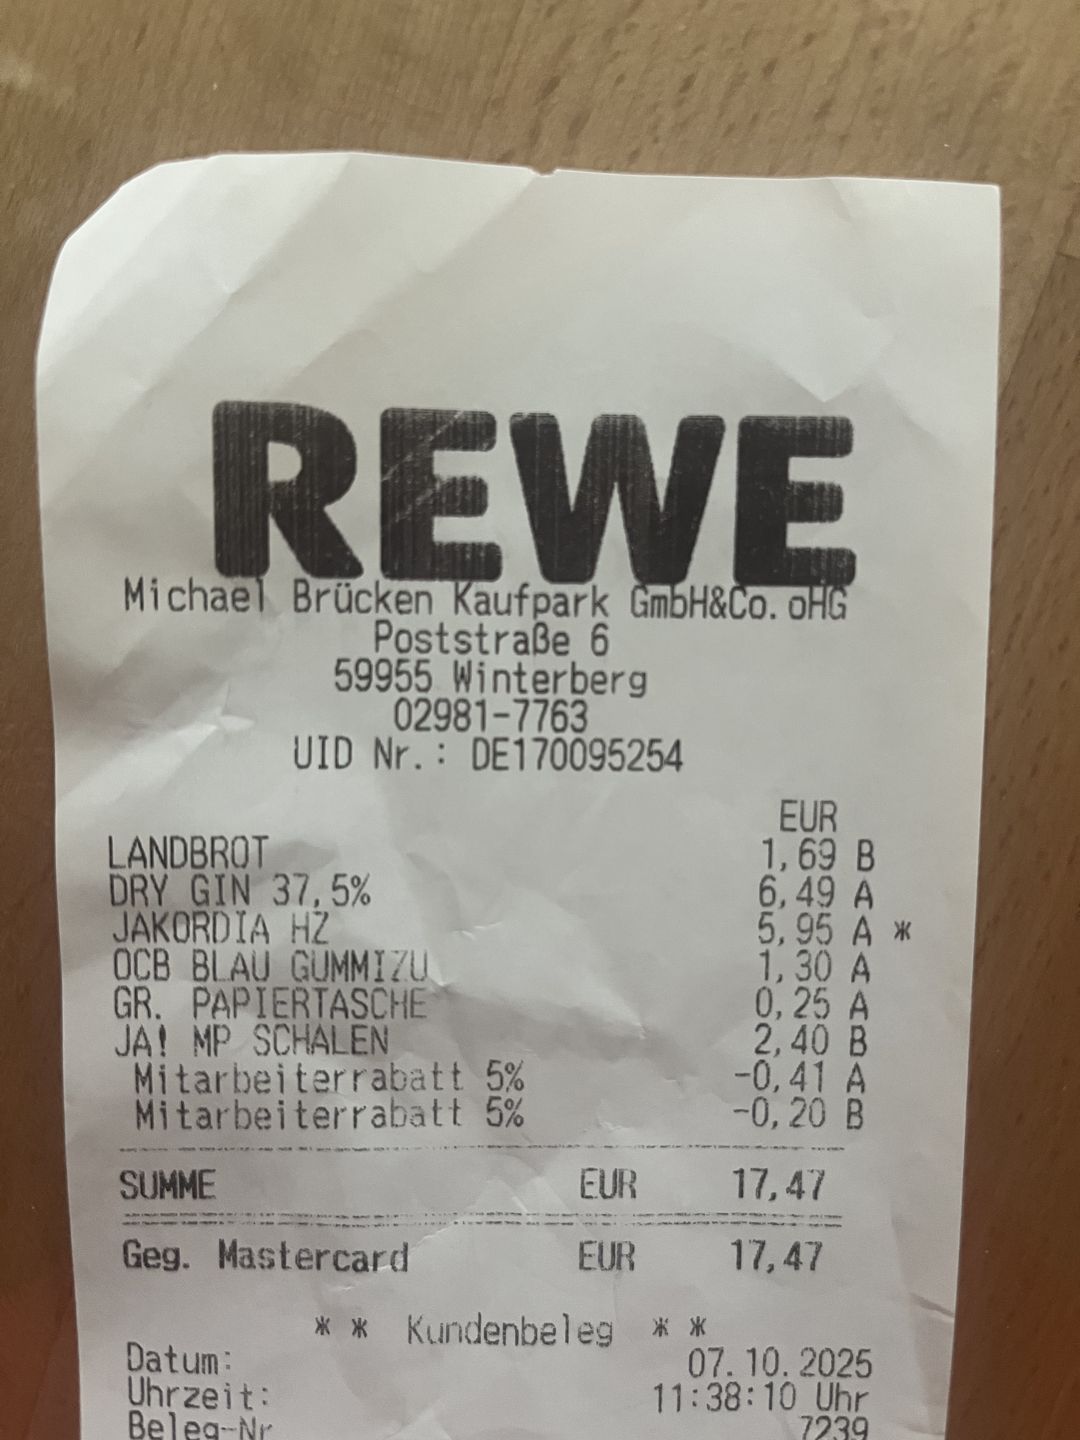 REWE
Michael Brücken Kaufpark GmbH&Co.oHG
Poststraße 6
59955 Winterberg
02981-7763
UID Nr.: DE170095254
EUR
LANDBROT 1,69 B
DRY GIN 37,5% 6,49 A
JAKORDIA HZ 5,95 A *
OCB BLAU GUMMIZU 1,30 A
GR. PAPIERTASCHE 0,25 A
JA! MP SCHALEN 2,40 B
Mitarbeiterrabatt 5% -0,41 A
Mitarbeiterrabatt 5% -0,20 B
SUMME EUR 17,47
Geg. Mastercard EUR 17,47
* * Kundenbeleg * *
Datum: 07.10.2025
Uhrzeit: 11:38:10 Uhr
Beleg-Nr 7239